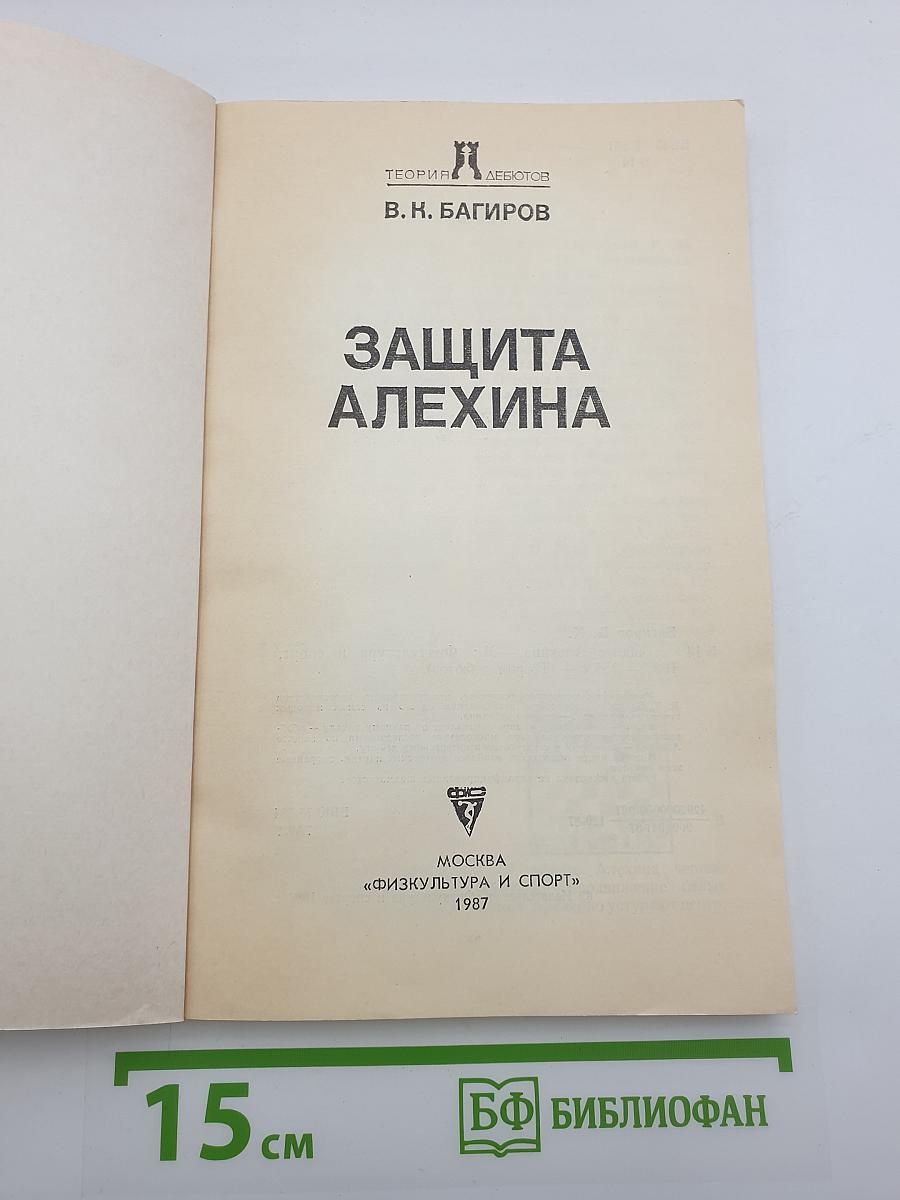 ТЕОРИЯ ДЕБЮТОВ
В. К. БАГИРОВ
ЗАЩИТА
АЛЕХИНА
ФИС
МОСКВА
«ФИЗКУЛЬТУРА И СПОРТ»
1987
15 см
БФ БИБЛИОФАН